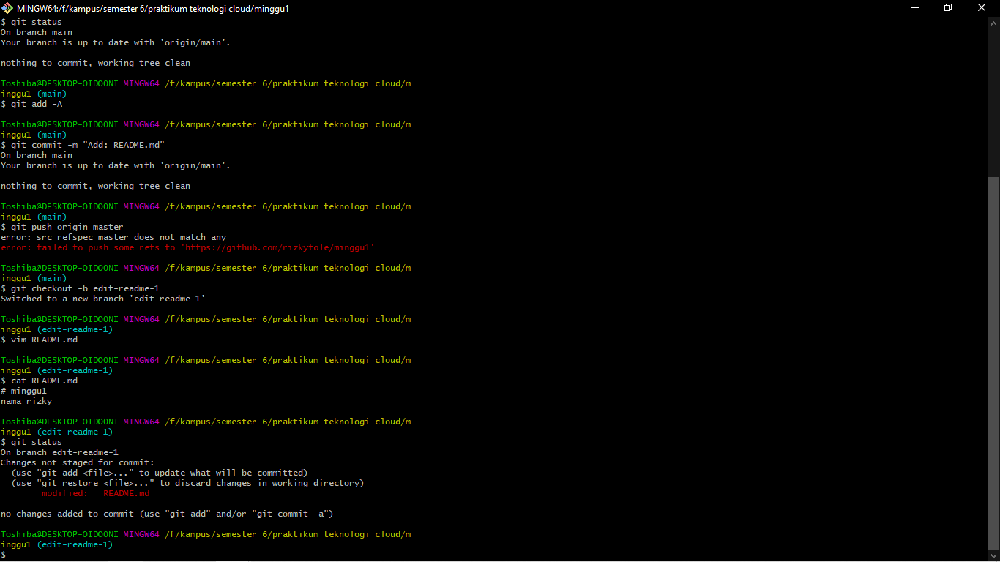 MINGW64:/f/kampus/semester 6/praktikum teknologi cloud/minggu1
$ git status
On branch main
Your branch is up to date with 'origin/main'.
nothing to commit, working tree clean
Toshiba@DESKTOP-OIDOONI MINGW64 /f/kampus/semester 6/praktikum teknologi cloud/m
inggu1 (main)
$ git add -A
Toshiba@DESKTOP-OIDOONI MINGW64 /f/kampus/semester 6/praktikum teknologi cloud/m
inggu1 (main)
$ git commit -m "Add: README.md"
On branch main
Your branch is up to date with 'origin/main'.
nothing to commit, working tree clean
Toshiba@DESKTOP-OIDOONI MINGW64 /f/kampus/semester 6/praktikum teknologi cloud/m
inggu1 (main)
$ git push origin master
error: src refspec master does not match any
error: failed to push some refs to 'https://github.com/rizkytole/minggu1'
Toshiba@DESKTOP-OIDOONI MINGW64 /f/kampus/semester 6/praktikum teknologi cloud/m
inggu1 (main)
$ git checkout -b edit-readme-1
Switched to a new branch 'edit-readme-1'
Toshiba@DESKTOP-OIDOONI MINGW64 /f/kampus/semester 6/praktikum teknologi cloud/m
inggu1 (edit-readme-1)
$ vim README.md
Toshiba@DESKTOP-OIDOONI MINGW64 /f/kampus/semester 6/praktikum teknologi cloud/m
inggu1 (edit-readme-1)
$ cat README.md
# minggu1
nama rizky
Toshiba@DESKTOP-OIDOONI MINGW64 /f/kampus/semester 6/praktikum teknologi cloud/m
inggu1 (edit-readme-1)
$ git status
On branch edit-readme-1
Changes not staged for commit:
  (use "git add <file>..." to update what will be committed)
  (use "git restore <file>..." to discard changes in working directory)
        modified:   README.md
no changes added to commit (use "git add" and/or "git commit -a")
Toshiba@DESKTOP-OIDOONI MINGW64 /f/kampus/semester 6/praktikum teknologi cloud/m
inggu1 (edit-readme-1)
$